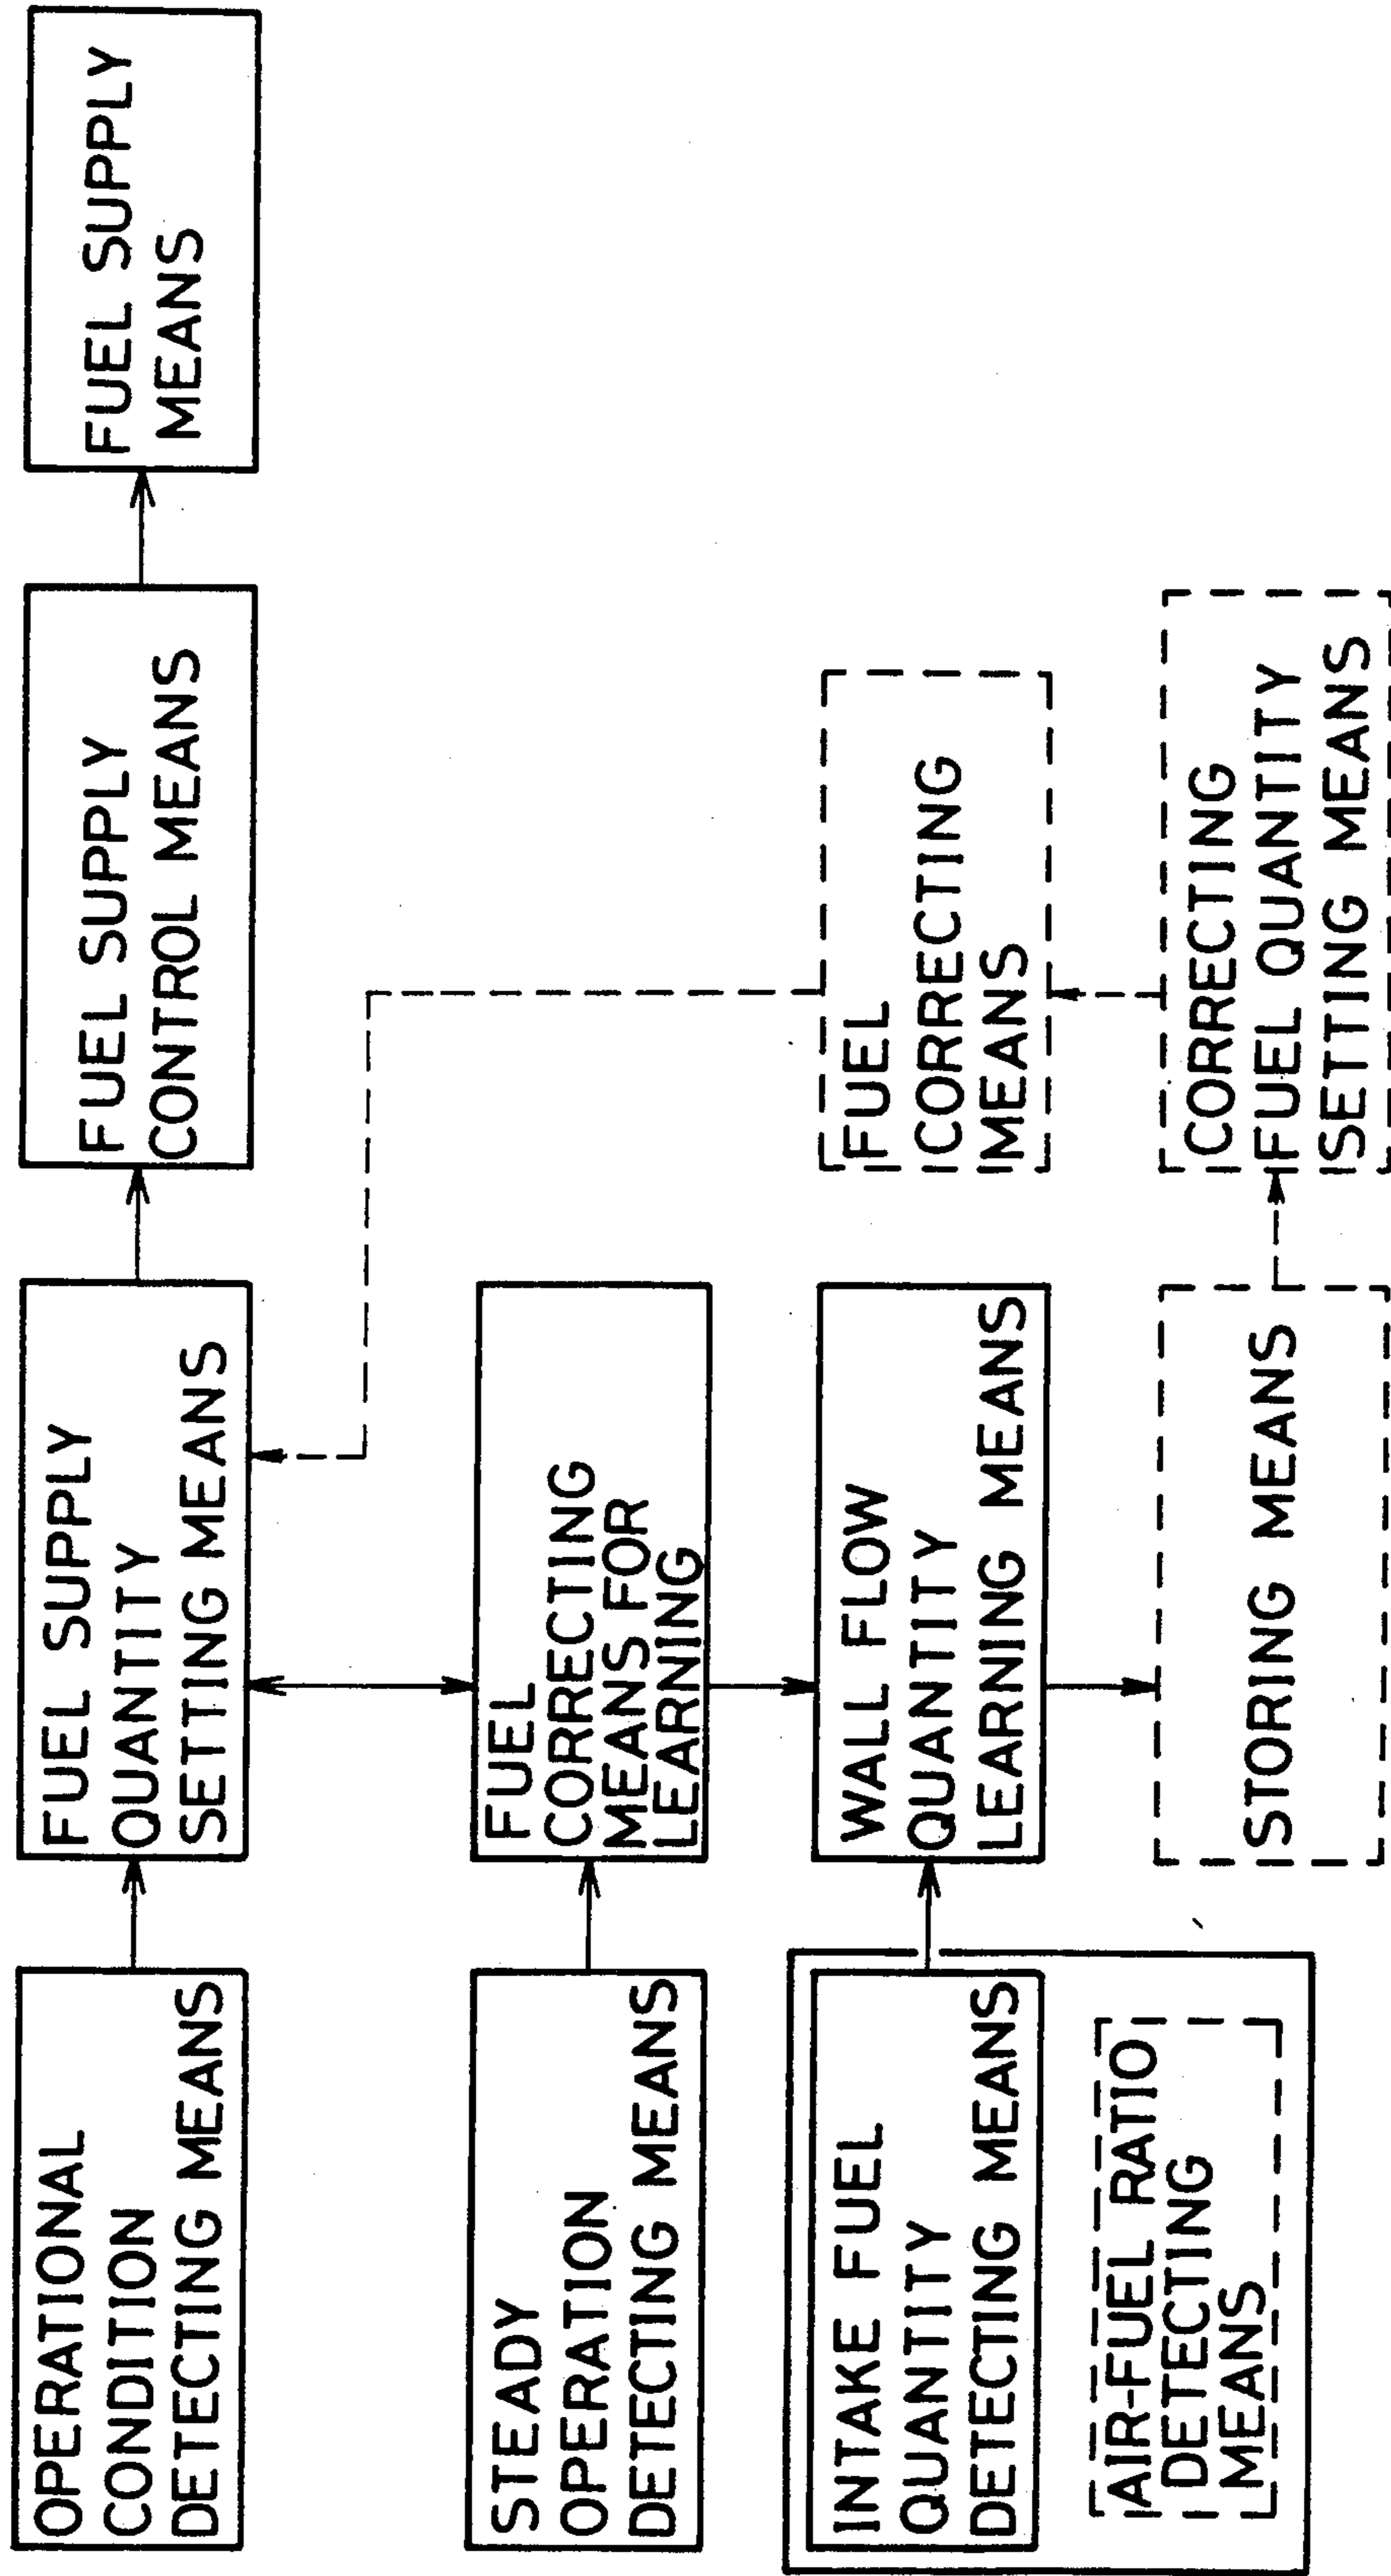 OPERATIONAL
CONDITION
DETECTING MEANS
FUEL SUPPLY
QUANTITY
SETTING MEANS
FUEL SUPPLY
CONTROL MEANS
FUEL SUPPLY
MEANS
STEADY
OPERATION
DETECTING MEANS
FUEL
CORRECTING
MEANS FOR
LEARNING
INTAKE FUEL
QUANTITY
DETECTING MEANS
WALL FLOW
QUANTITY
LEARNING MEANS
FUEL
CORRECTING
MEANS
AIR-FUEL RATIO
DETECTING
MEANS
STORING MEANS
CORRECTING
FUEL QUANTITY
SETTING MEANS